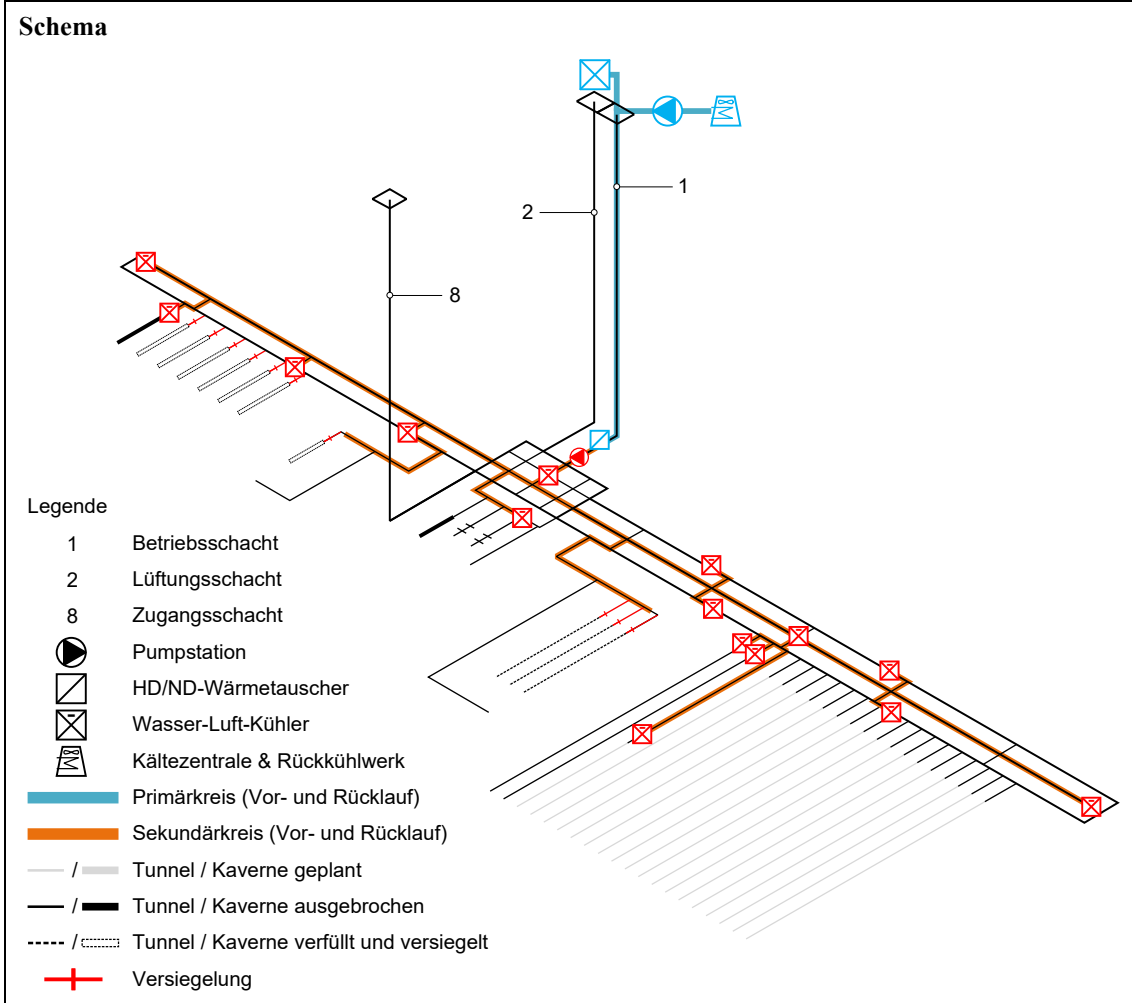 Schema
1
2
8
Legende
1 Betriebsschacht
2 Lüftungsschacht
8 Zugangsschacht
Pumpstation
HD/ND-Wärmetauscher
Wasser-Luft-Kühler
Kältezentrale & Rückkühlwerk
Primärkreis (Vor- und Rücklauf)
Sekundärkreis (Vor- und Rücklauf)
/ Tunnel / Kaverne geplant
/ Tunnel / Kaverne ausgebrochen
/ Tunnel / Kaverne verfüllt und versiegelt
Versiegelung